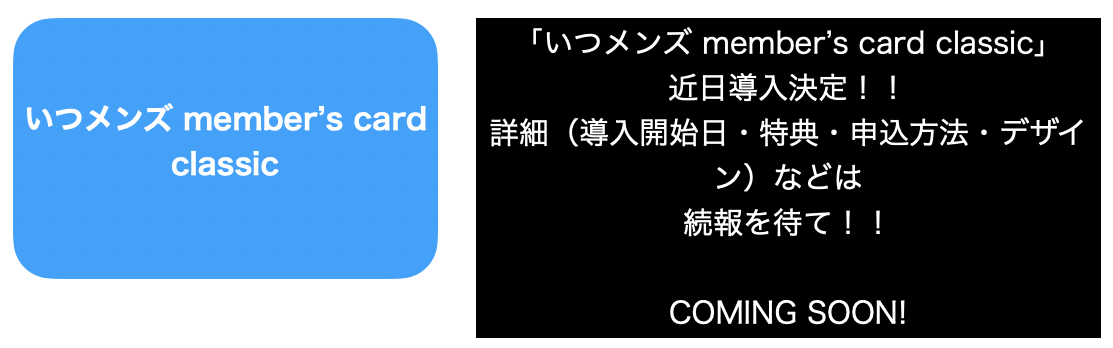 いつメンズ member’s card
classic
「いつメンズ member’s card classic」
近日導入決定！！
詳細（導入開始日・特典・申込方法・デザイ
ン）などは
続報を待て！！
COMING SOON!